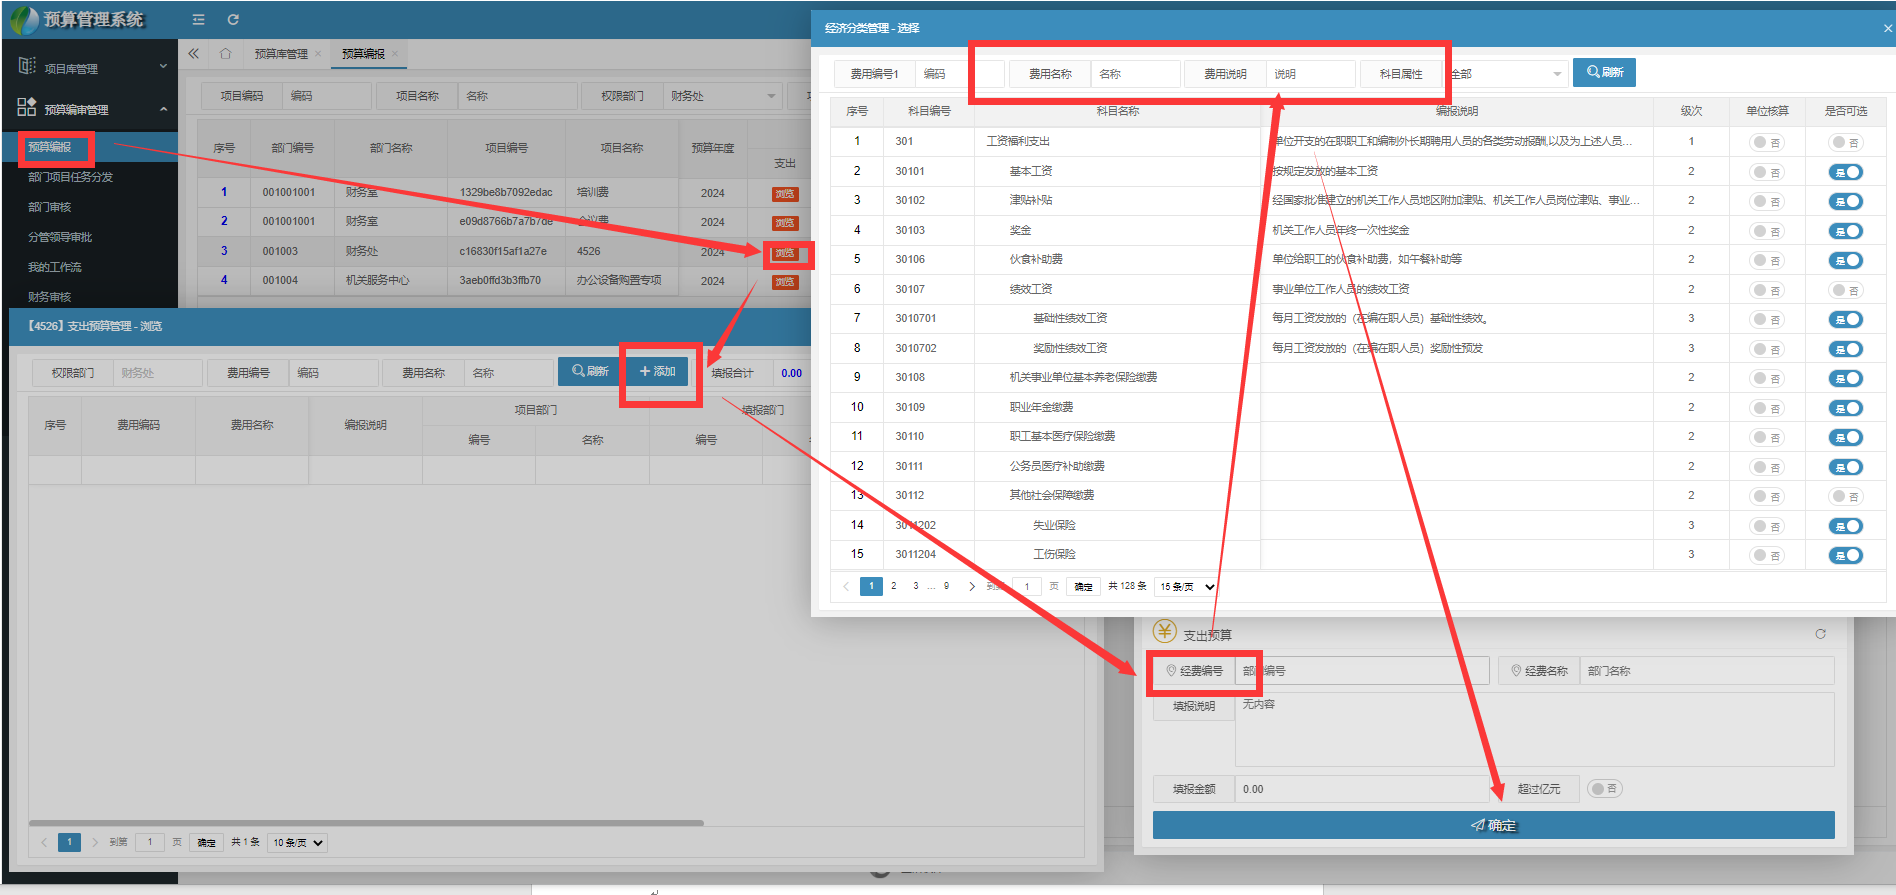 预算管理系统
项目库管理
预算编审管理
预算编报
部门项目任务分发
部门审核
分管领导审批
我的工作流
财务审核
预算库管理 × 预算编报 ×
项目编码 编码 项目名称 名称 权限部门 财务处
序号 部门编号 部门名称 项目编号 项目名称 预算年度 支出
1 001001001 财务室 1329be8b7092edac 培训费 2024 浏览
2 001001001 财务室 e09d8766b7a7b7de 会议费 2024 浏览
3 001003 财务处 c16830f15af1a27e 4526 2024 浏览
4 001004 机关服务中心 3aeb0ffd3b3ffb70 办公设备购置专项 2024 浏览
【4526】支出预算管理 - 浏览
权限部门 财务处 费用编号 编码 费用名称 名称 刷新 + 添加 填报合计 0.00
序号 费用编码 费用名称 编报说明 项目部门 填报部门
编号 名称 编号
1 到第 1 页 确定 共 1 条 10 条/页
经济分类管理 - 选择 ×
费用编号1 编码 费用名称 名称 费用说明 说明 科目属性 全部 刷新
序号 科目编号 科目名称 编报说明 级次 单位核算 是否可选
1 301 工资福利支出 单位开支的在职职工和编制外长期聘用人员的各类劳动报酬,以及为上述人员... 1 否 否
2 30101 基本工资 按规定发放的基本工资 2 否 是
3 30102 津贴补贴 经国家批准建立的机关工作人员地区附加津贴、机关工作人员岗位津贴、事业... 2 否 是
4 30103 奖金 机关工作人员年终一次性奖金 2 否 是
5 30106 伙食补助费 单位给职工的伙食补助费，如午餐补助等 2 否 是
6 30107 绩效工资 事业单位工作人员的绩效工资 2 否 否
7 3010701 基础性绩效工资 每月工资发放的（在编在职人员）基础性绩效。 3 否 是
8 3010702 奖励性绩效工资 每月工资发放的（在编在职人员）奖励性预发 3 否 是
9 30108 机关事业单位基本养老保险缴费 2 否 是
10 30109 职业年金缴费 2 否 是
11 30110 职工基本医疗保险缴费 2 否 是
12 30111 公务员医疗补助缴费 2 否 是
13 30112 其他社会保障缴费 2 否 否
14 3011202 失业保险 3 否 是
15 3011204 工伤保险 3 否 是
1 2 3 ... 9 到第 1 页 确定 共 128 条 15 条/页
支出预算
经费编号 部门编号 经费名称 部门名称
填报说明 无内容
填报金额 0.00 超过亿元 否
确定